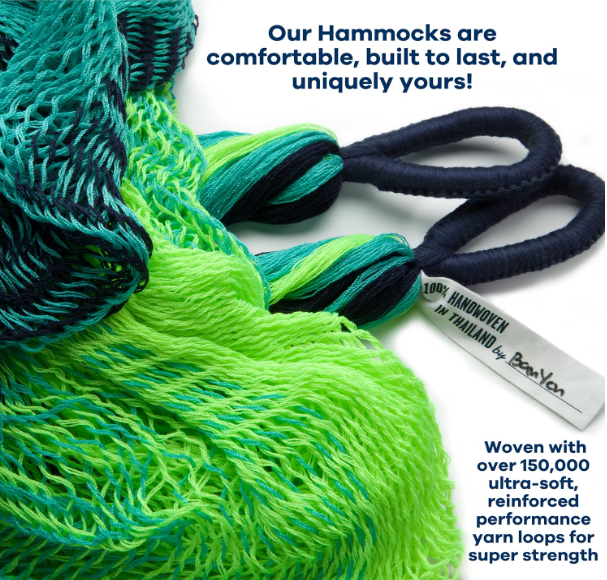 Our Hammocks are
comfortable, built to last, and
uniquely yours!
100% HANDWOVEN
IN THAILAND by BanYen
Woven with
over 150,000
ultra-soft,
reinforced
performance
yarn loops for
super strength